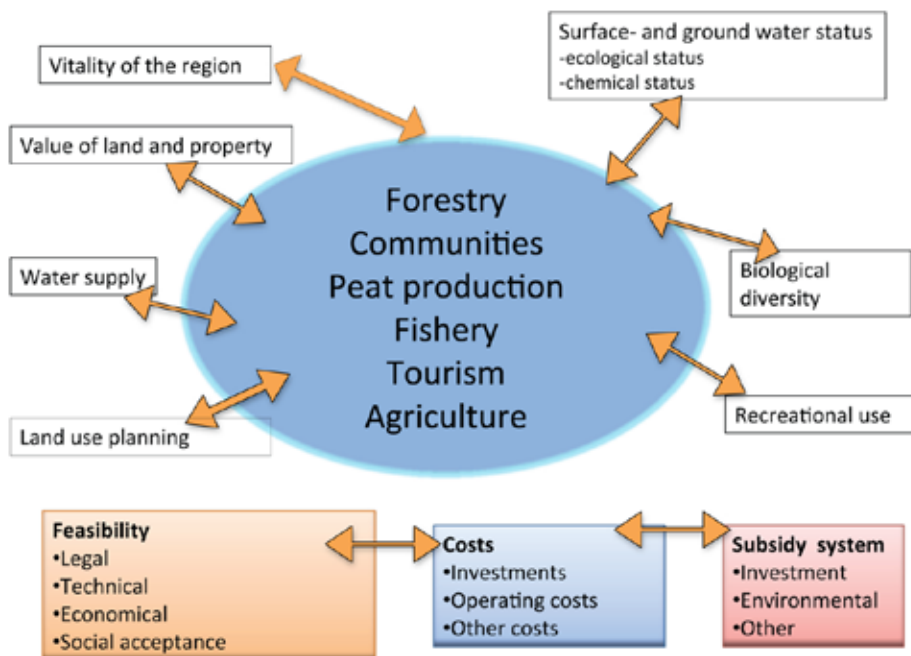 Vitality of the region
Surface- and ground water status
-ecological status
-chemical status
Value of land and property
Water supply
Land use planning
Forestry
Communities
Peat production
Fishery
Tourism
Agriculture
Biological
diversity
Recreational use
Feasibility
•Legal
•Technical
•Economical
•Social acceptance
Costs
•Investments
•Operating costs
•Other costs
Subsidy system
•Investment
•Environmental
•Other